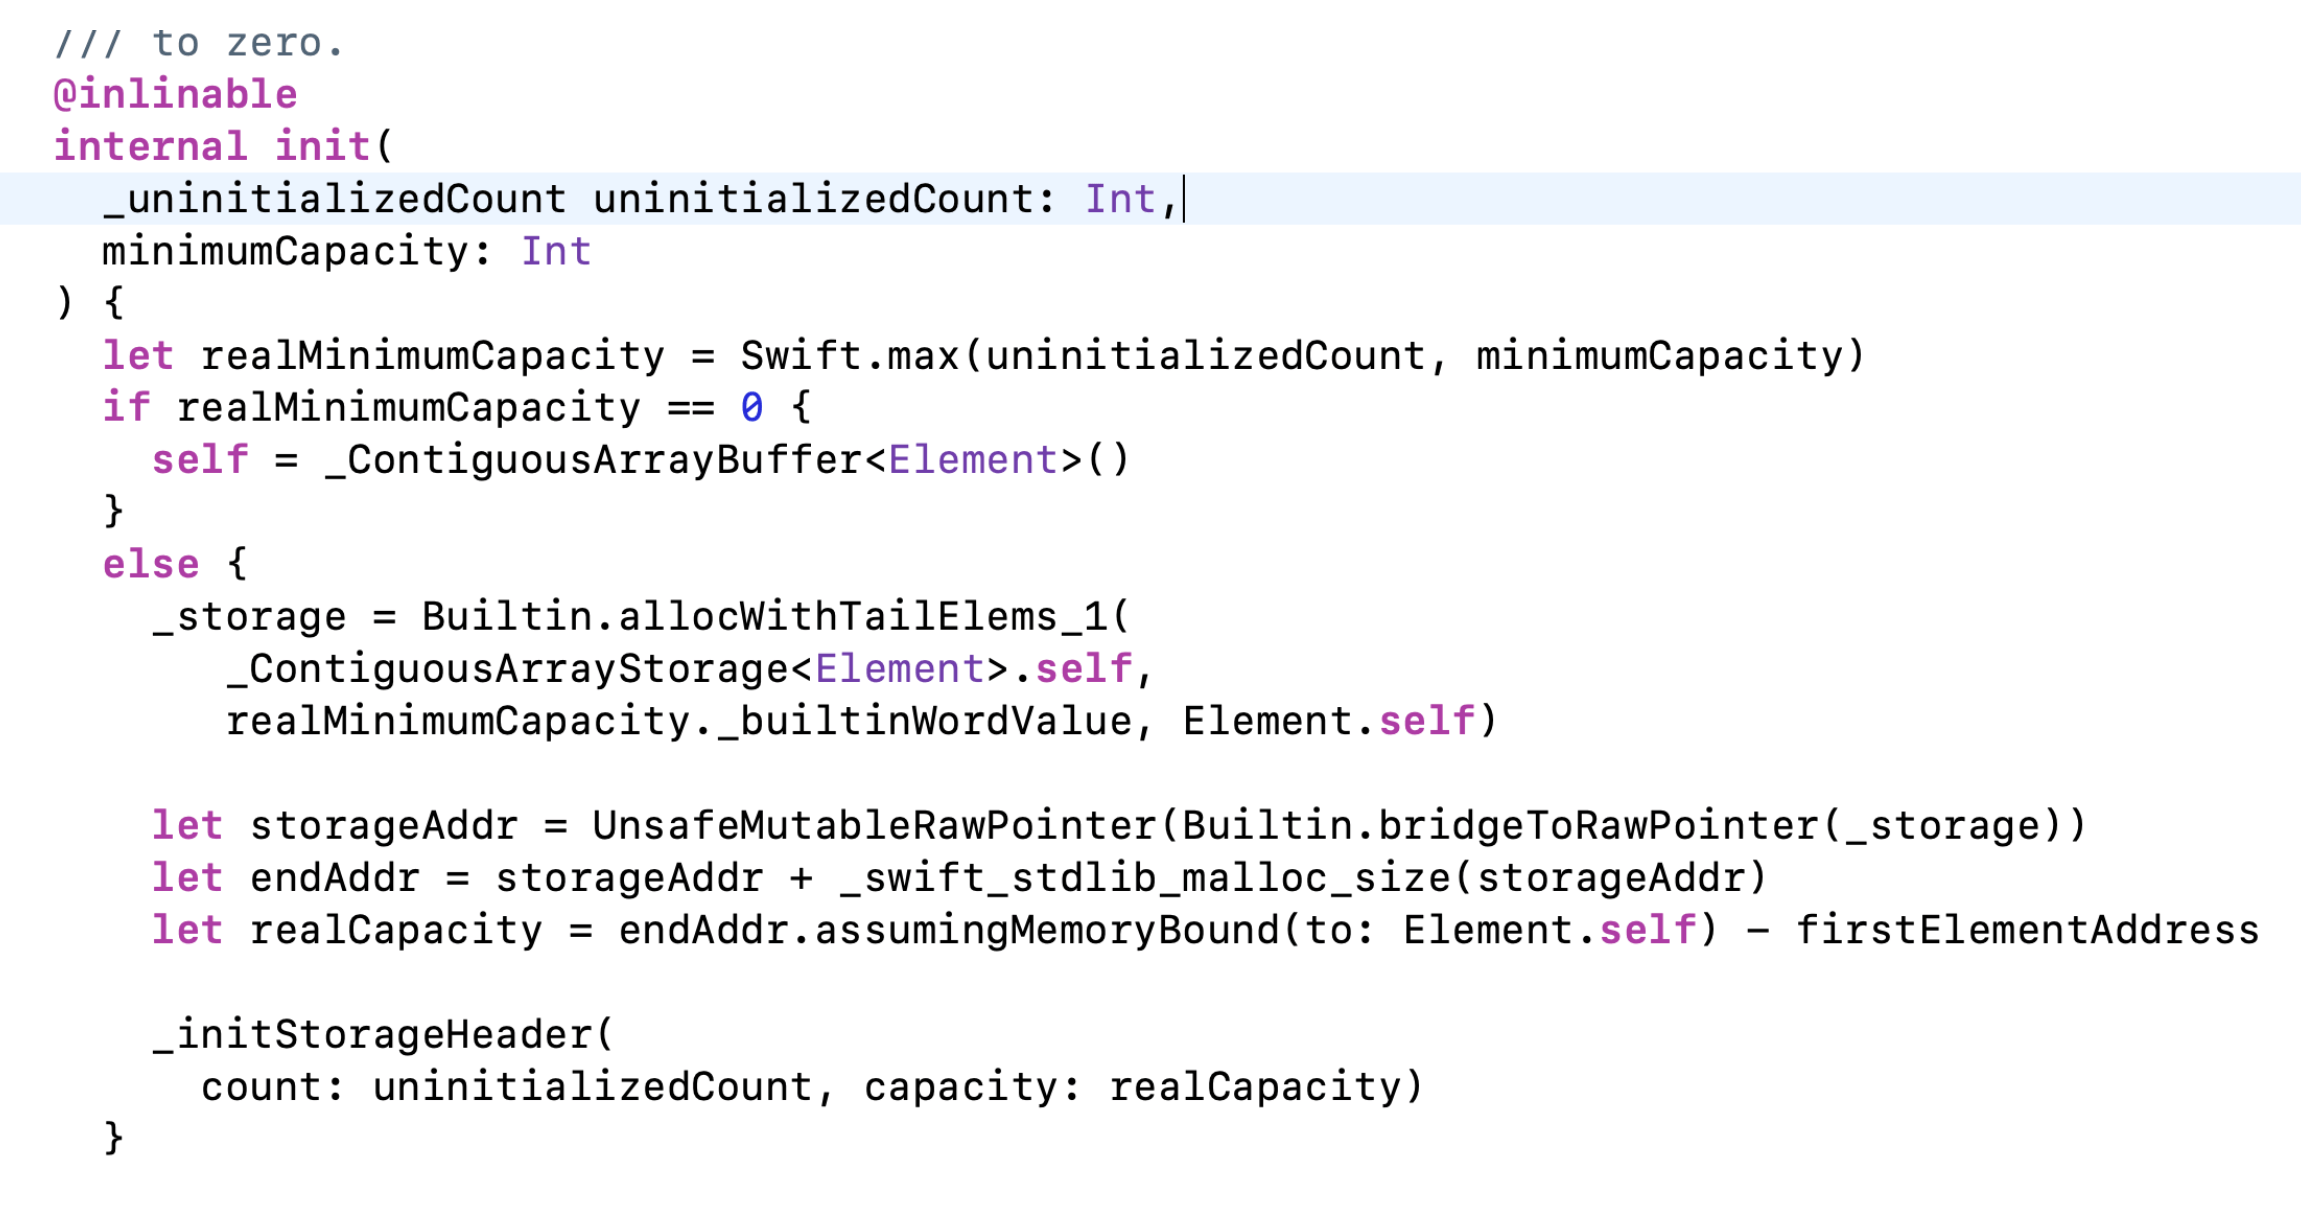 /// to zero.
@inlinable
internal init(
  _uninitializedCount uninitializedCount: Int,
  minimumCapacity: Int
) {
  let realMinimumCapacity = Swift.max(uninitializedCount, minimumCapacity)
  if realMinimumCapacity == 0 {
    self = _ContiguousArrayBuffer<Element>()
  }
  else {
    _storage = Builtin.allocWithTailElems_1(
       _ContiguousArrayStorage<Element>.self,
       realMinimumCapacity._builtinWordValue, Element.self)

    let storageAddr = UnsafeMutableRawPointer(Builtin.bridgeToRawPointer(_storage))
    let endAddr = storageAddr + _swift_stdlib_malloc_size(storageAddr)
    let realCapacity = endAddr.assumingMemoryBound(to: Element.self) - firstElementAddress

    _initStorageHeader(
      count: uninitializedCount, capacity: realCapacity)
  }